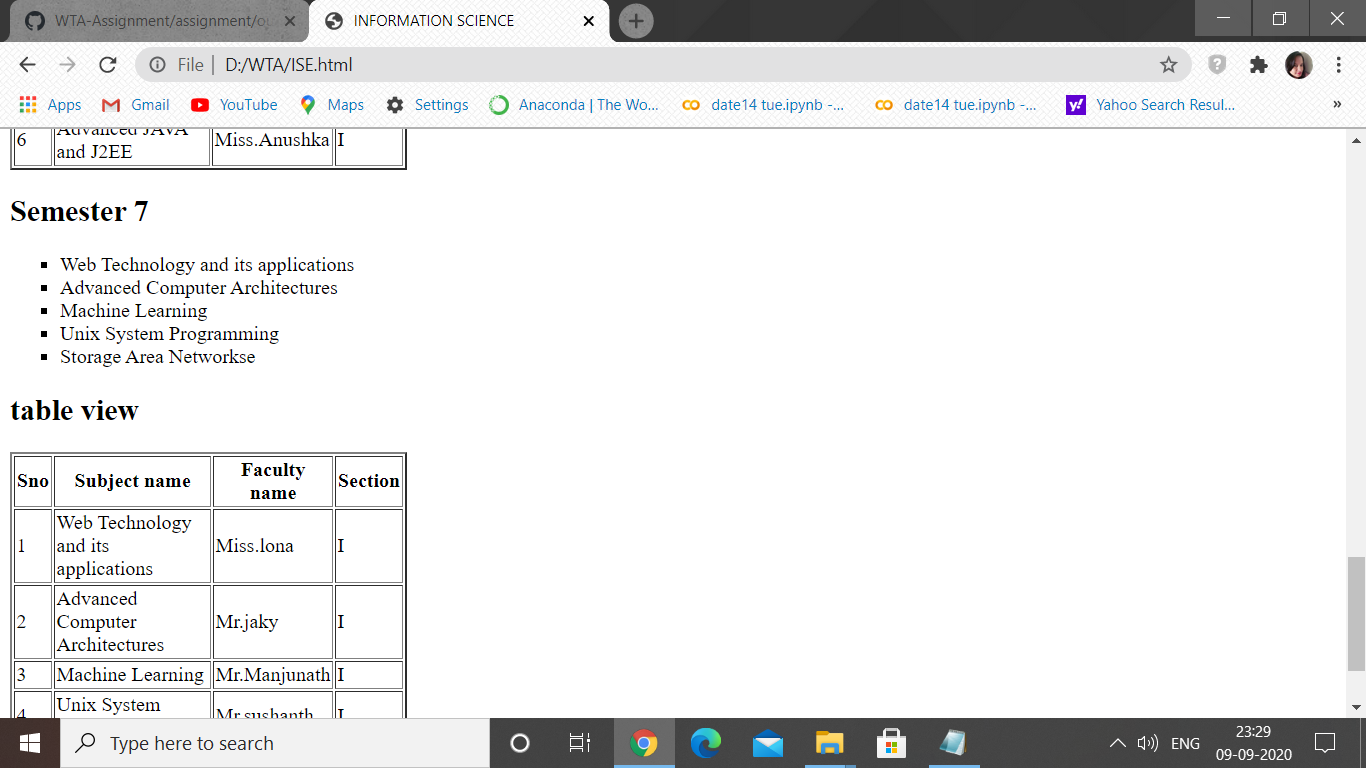 WTA-Assignment/assignment/o
INFORMATION SCIENCE
File | D:/WTA/ISE.html
Apps Gmail YouTube Maps Settings Anaconda | The Wo... date14 tue.ipynb -... date14 tue.ipynb -... Yahoo Search Resul... »
6 Advanced JAVA and J2EE Miss.Anushka I
Semester 7
Web Technology and its applications
Advanced Computer Architectures
Machine Learning
Unix System Programming
Storage Area Networkse
table view
Sno Subject name Faculty name Section
1 Web Technology and its applications Miss.lona I
2 Advanced Computer Architectures Mr.jaky I
3 Machine Learning Mr.Manjunath I
4 Unix System Mr.sushanth I
Type here to search
ENG
23:29
09-09-2020